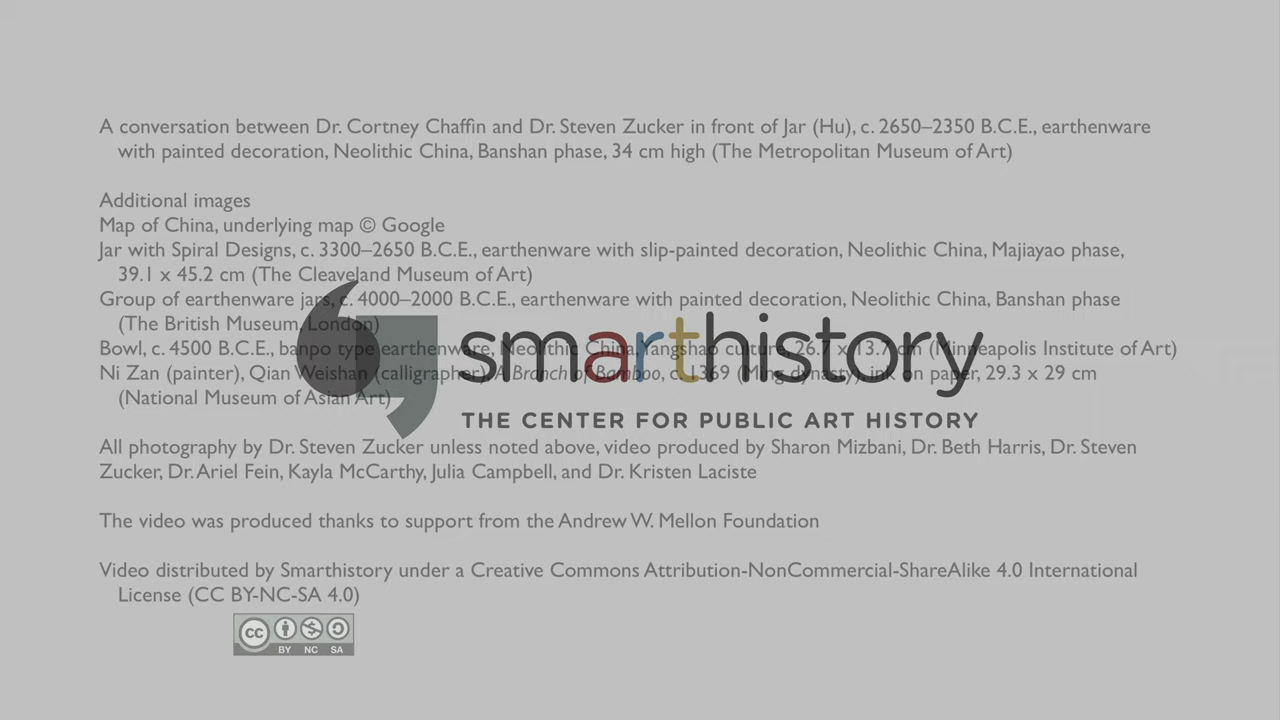 A conversation between Dr. Cortney Chaffin and Dr. Steven Zucker in front of Jar (Hu), c. 2650–2350 B.C.E., earthenware
with painted decoration, Neolithic China, Banshan phase, 34 cm high (The Metropolitan Museum of Art)
Additional images
Map of China, underlying map © Google
Jar with Spiral Designs, c. 3300–2650 B.C.E., earthenware with slip-painted decoration, Neolithic China, Majiayao phase,
39.1 x 45.2 cm (The Cleaveland Museum of Art)
Group of earthenware jars, c. 4000–2000 B.C.E., earthenware with painted decoration, Neolithic China, Banshan phase
(The British Museum, London)
smarthistory
Bowl, c. 4500 B.C.E., banpo type earthenware, Neolithic China, Yangshao culture, 26.7 x 13.7 cm (Minneapolis Institute of Art)
Ni Zan (painter), Qian Weishan (calligrapher), A Branch of Bamboo, c. 1369 (Ming dynasty), ink on paper, 29.3 x 29 cm
(National Museum of Asian Art)
THE CENTER FOR PUBLIC ART HISTORY
All photography by Dr. Steven Zucker unless noted above, video produced by Sharon Mizbani, Dr. Beth Harris, Dr. Steven
Zucker, Dr. Ariel Fein, Kayla McCarthy, Julia Campbell, and Dr. Kristen Laciste
The video was produced thanks to support from the Andrew W. Mellon Foundation
Video distributed by Smarthistory under a Creative Commons Attribution-NonCommercial-ShareAlike 4.0 International
License (CC BY-NC-SA 4.0)
cc
BY NC SA